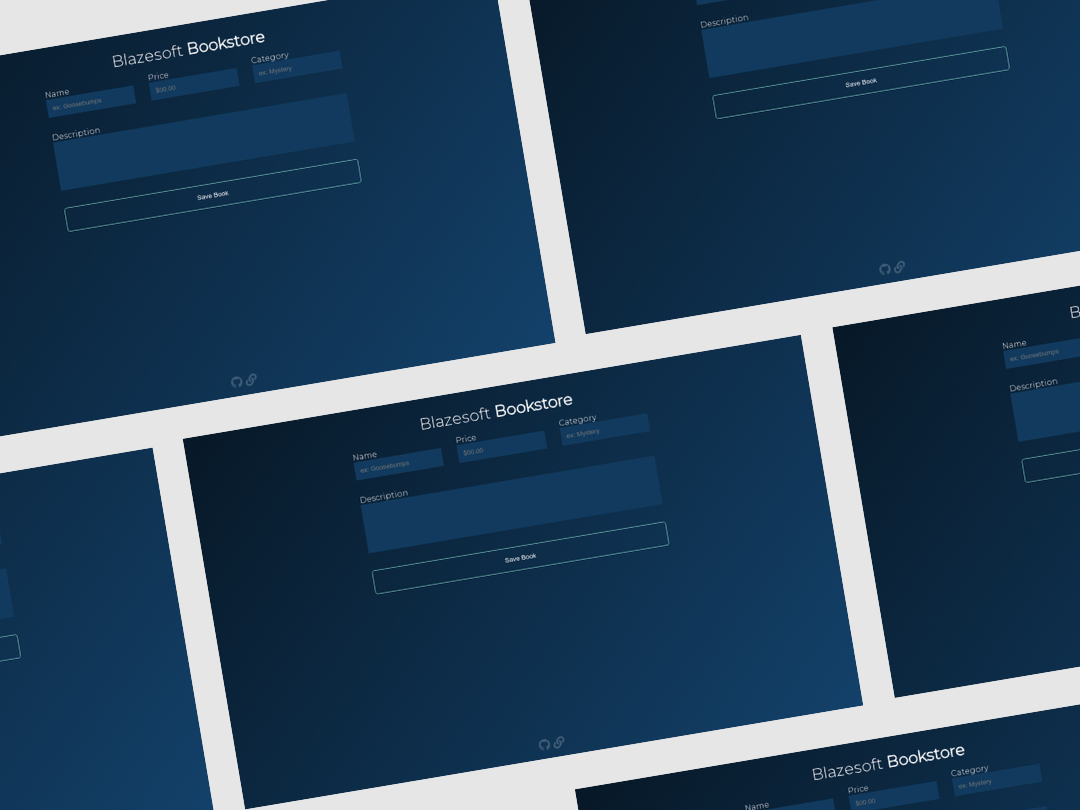 Blazesoft Bookstore
Name
Price
Category
ex: Goosebumps
$00.00
ex: Mystery
Description
Save Book
Description
Save Book
Blazesoft Bookstore
Name
Price
Category
ex: Goosebumps
$00.00
ex: Mystery
Description
Save Book
B
Name
ex: Goosebumps
Description
Blazesoft Bookstore
Name
Price
Category
$00.00
ex: Mystery